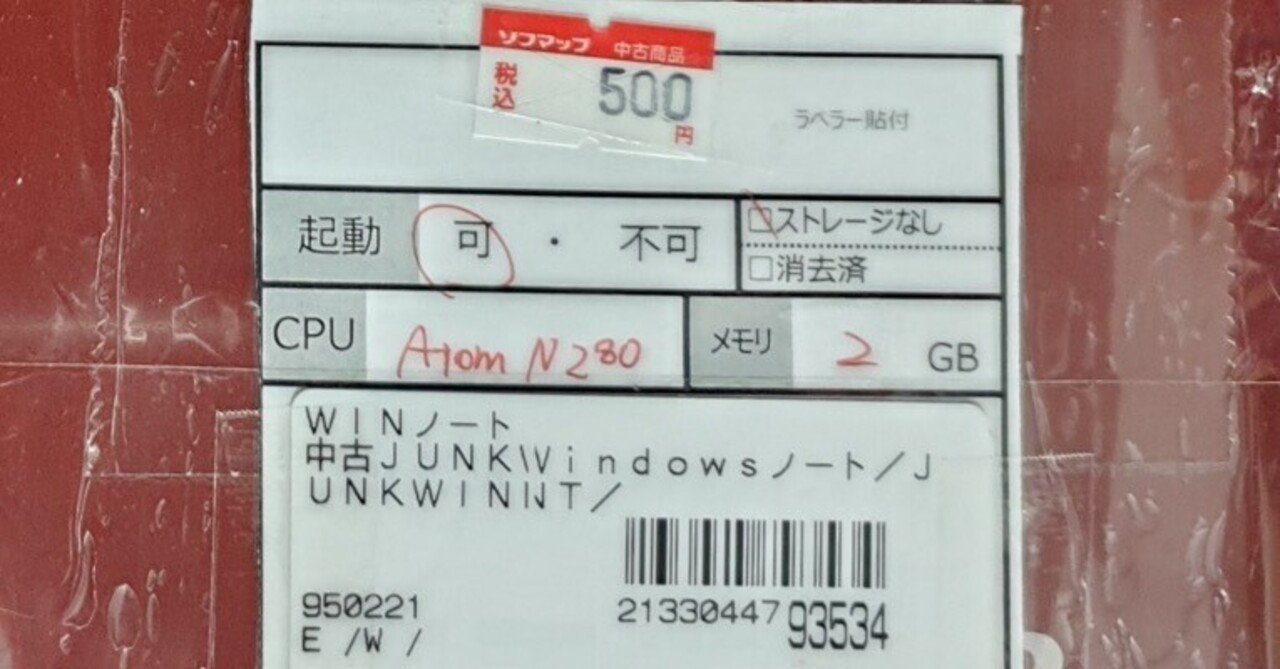 ソフマップ 中古商品
税込 500円
ラベラー貼付
起動 可・不可 □ストレージなし
□消去済
CPU Atom N280 メモリ 2 GB
WINノート
中古JUNKWindowsノート/J
UNKWINNT/
950221 2133044793534
E /W /